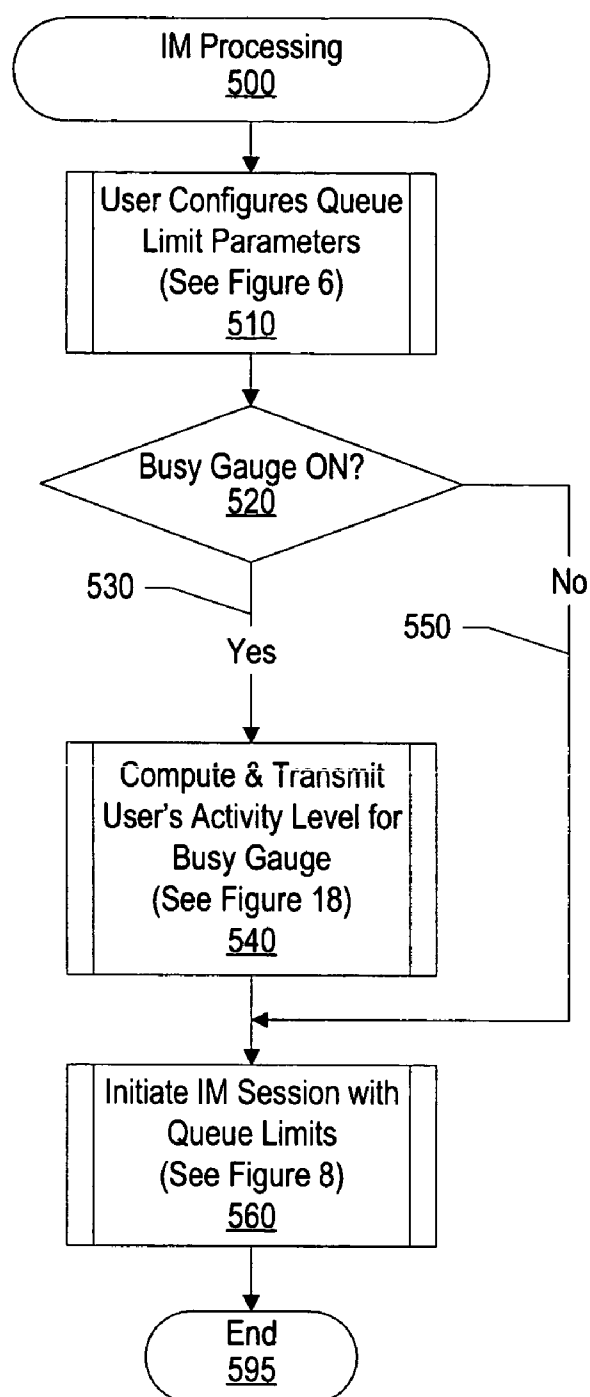 IM Processing
500
User Configures Queue
Limit Parameters
(See Figure 6)
510
Busy Gauge ON?
520
530
No
550
Yes
Compute & Transmit
User's Activity Level for
Busy Gauge
(See Figure 18)
540
Initiate IM Session with
Queue Limits
(See Figure 8)
560
End
595